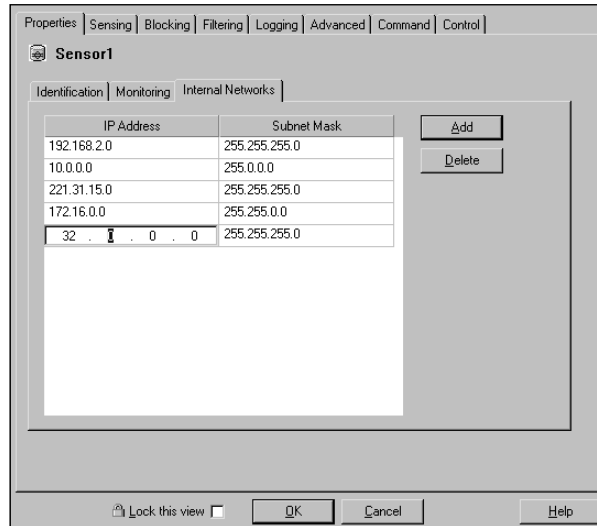 Properties Sensing Blocking Filtering Logging Advanced Command Control
Sensor1
Identification Monitoring Internal Networks
IP Address Subnet Mask Add
192.168.2.0 255.255.255.0
10.0.0.0 255.0.0.0 Delete
221.31.15.0 255.255.255.0
172.16.0.0 255.255.0.0
32 . 0 . 0 . 0 255.255.255.0
Lock this view OK Cancel Help